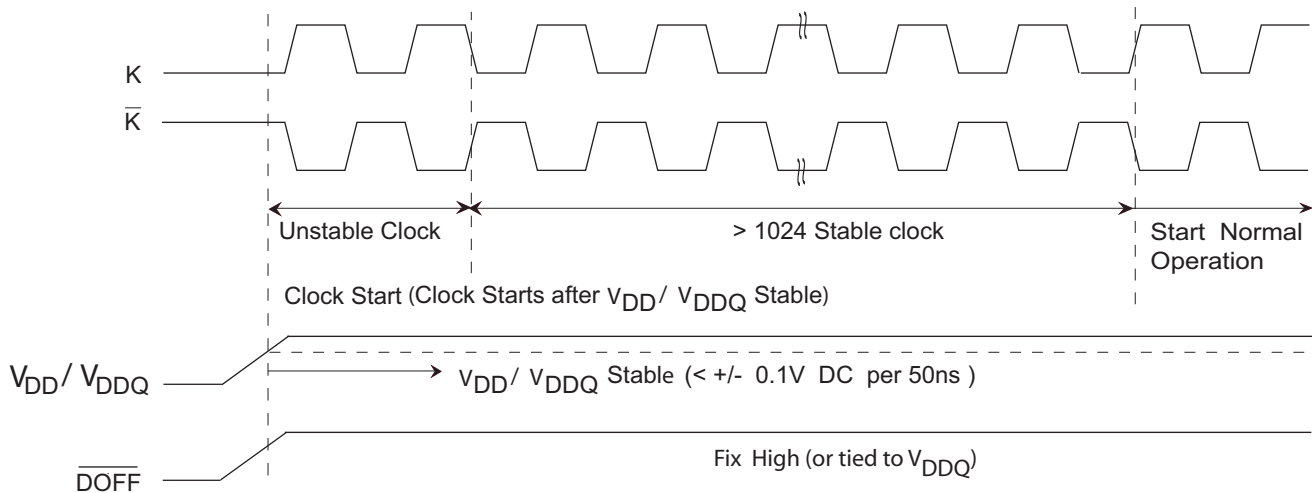 K
K̅
Unstable Clock
> 1024 Stable clock
Start Normal
Operation
Clock Start (Clock Starts after VDD/ VDDQ Stable)
VDD/ VDDQ
VDD/ VDDQ Stable (< +/- 0.1V DC per 50ns )
Fix High (or tied to VDDQ)
D̅O̅F̅F̅